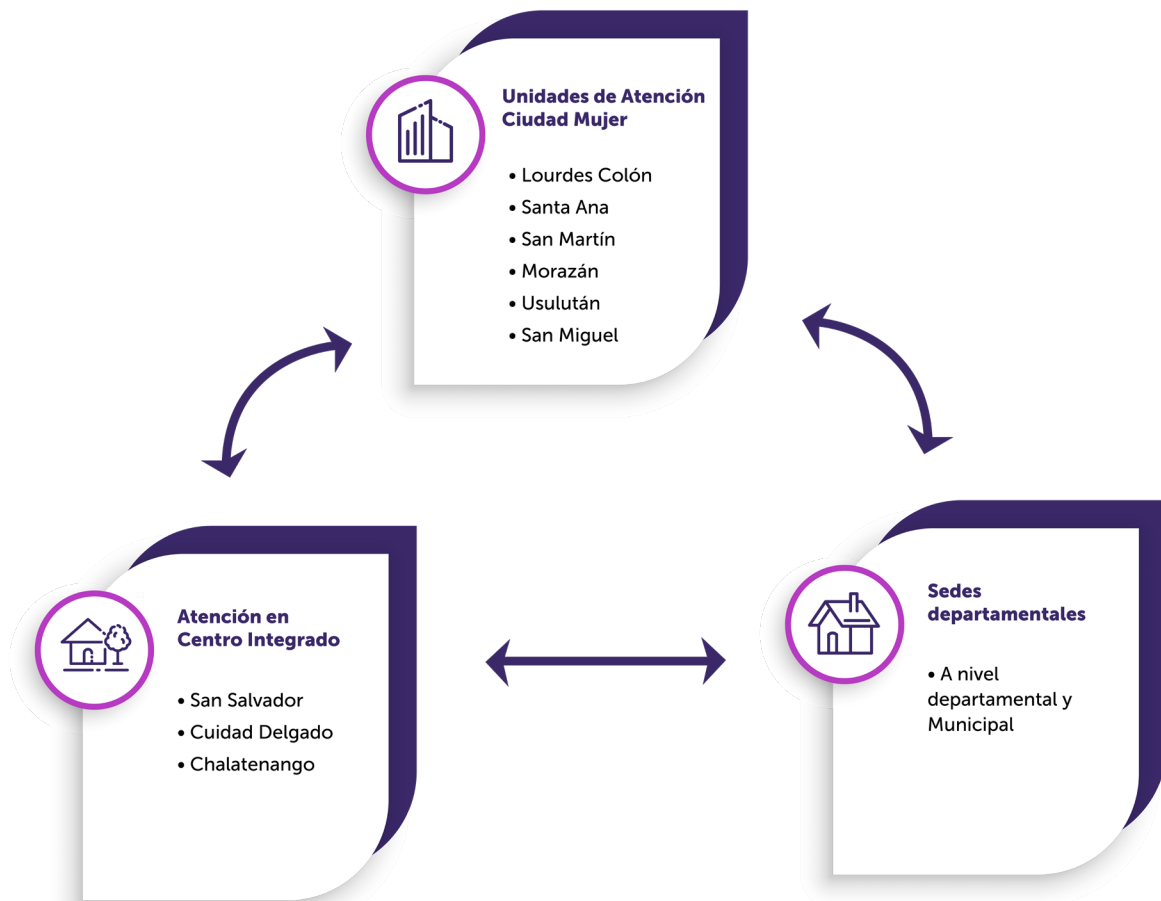 Unidades de Atención
Ciudad Mujer
• Lourdes Colón
• Santa Ana
• San Martín
• Morazán
• Usulután
• San Miguel
Atención en
Centro Integrado
• San Salvador
• Cuidad Delgado
• Chalatenango
Sedes
departamentales
• A nivel
departamental y
Municipal